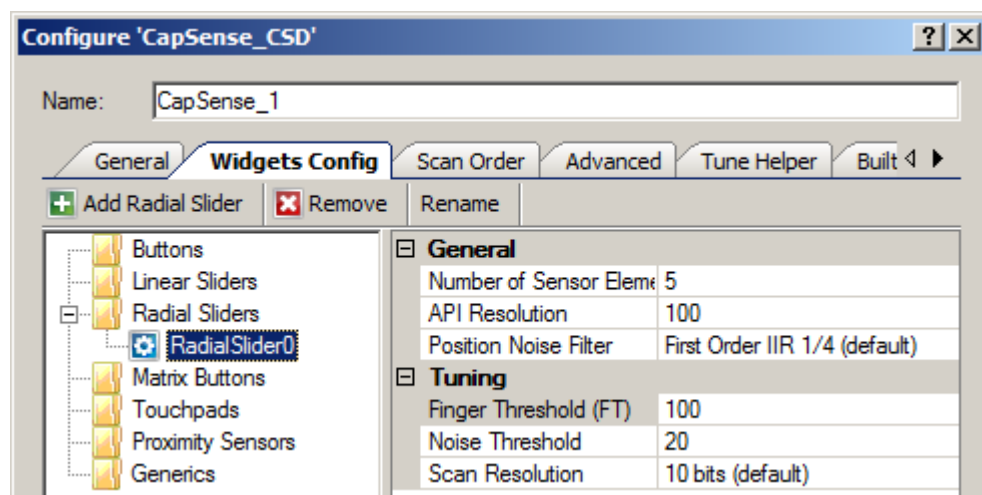 Configure 'CapSense_CSD'
Name: CapSense_1
General Widgets Config Scan Order Advanced Tune Helper Built
Add Radial Slider Remove Rename
Buttons
Linear Sliders
Radial Sliders
RadialSlider0
Matrix Buttons
Touchpads
Proximity Sensors
Generics
General
Number of Sensor Eleme 5
API Resolution 100
Position Noise Filter First Order IIR 1/4 (default)
Tuning
Finger Threshold (FT) 100
Noise Threshold 20
Scan Resolution 10 bits (default)